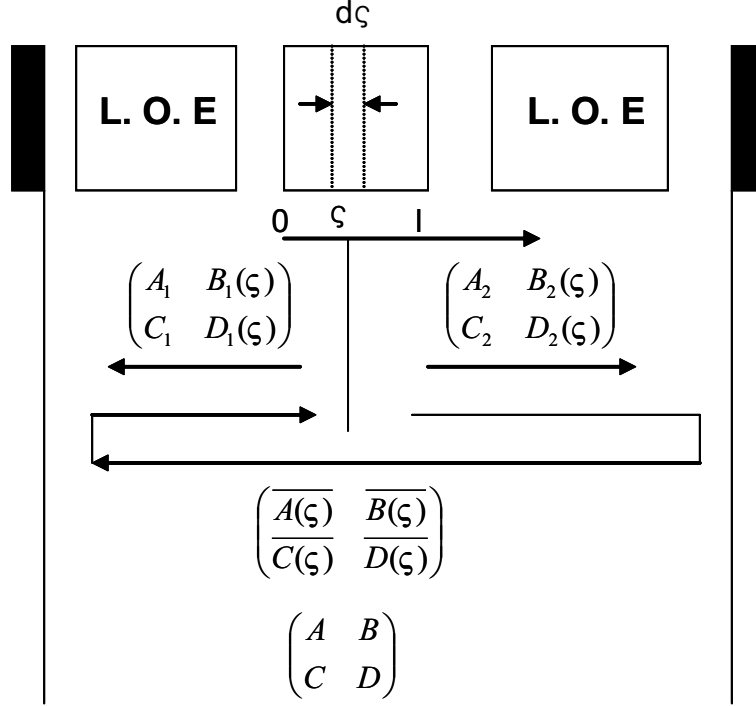 dς
L. O. E L. O. E
0 ς l
(A₁ B₁(ς)) (A₂ B₂(ς))
(C₁ D₁(ς)) (C₂ D₂(ς))
(A̅(̅ς̅)̅ B̅(̅ς̅)̅)
(C̅(̅ς̅)̅ D̅(̅ς̅)̅)
(A B)
(C D)